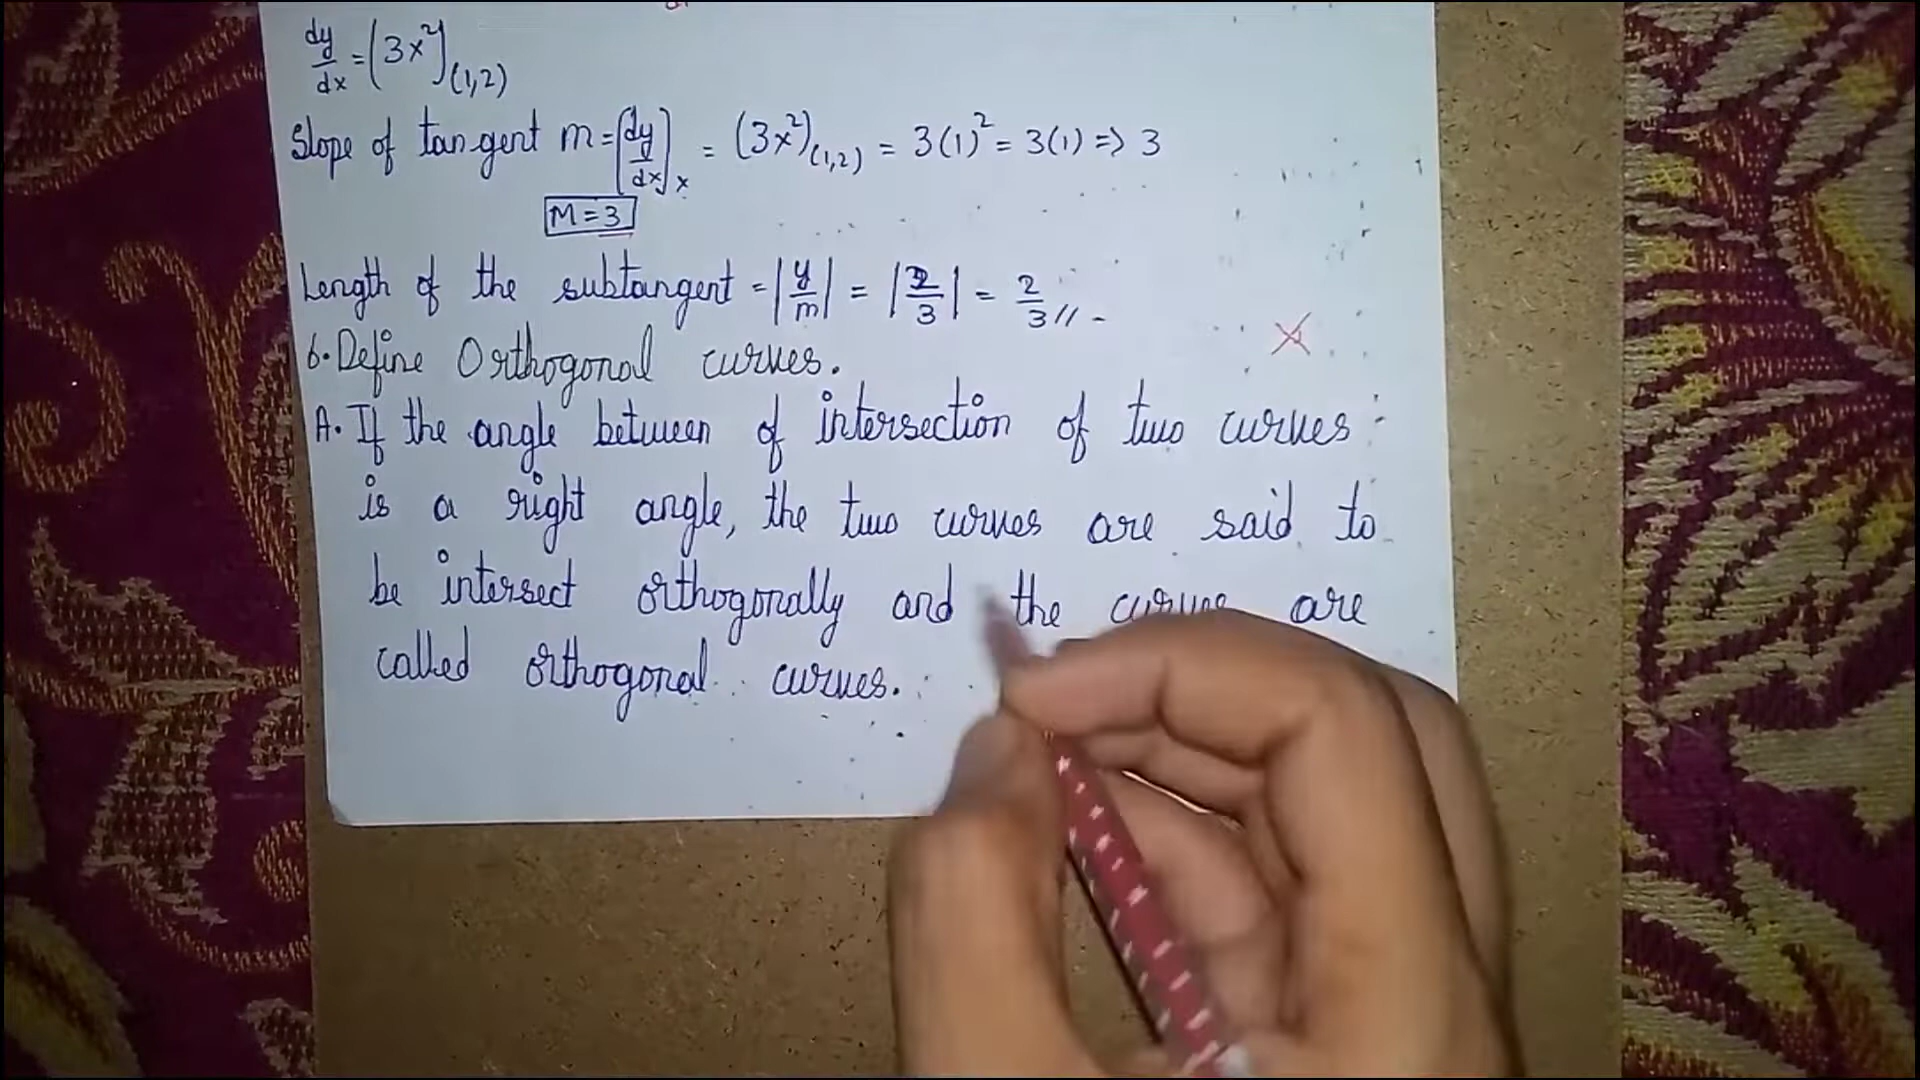 dy/dx = (3x²)(1,2)
Slope of tangent m = [dy/dx]x = (3x²)(1,2) = 3(1)² = 3(1) => 3
M = 3
Length of the subtangent = |y/m| = |2/3| = 2/3 //
6. Define Orthogonal curves.
A. If the angle between of intersection of two curves
is a right angle, the two curves are said to
be intersect orthogonally and the curves are
called orthogonal curves.